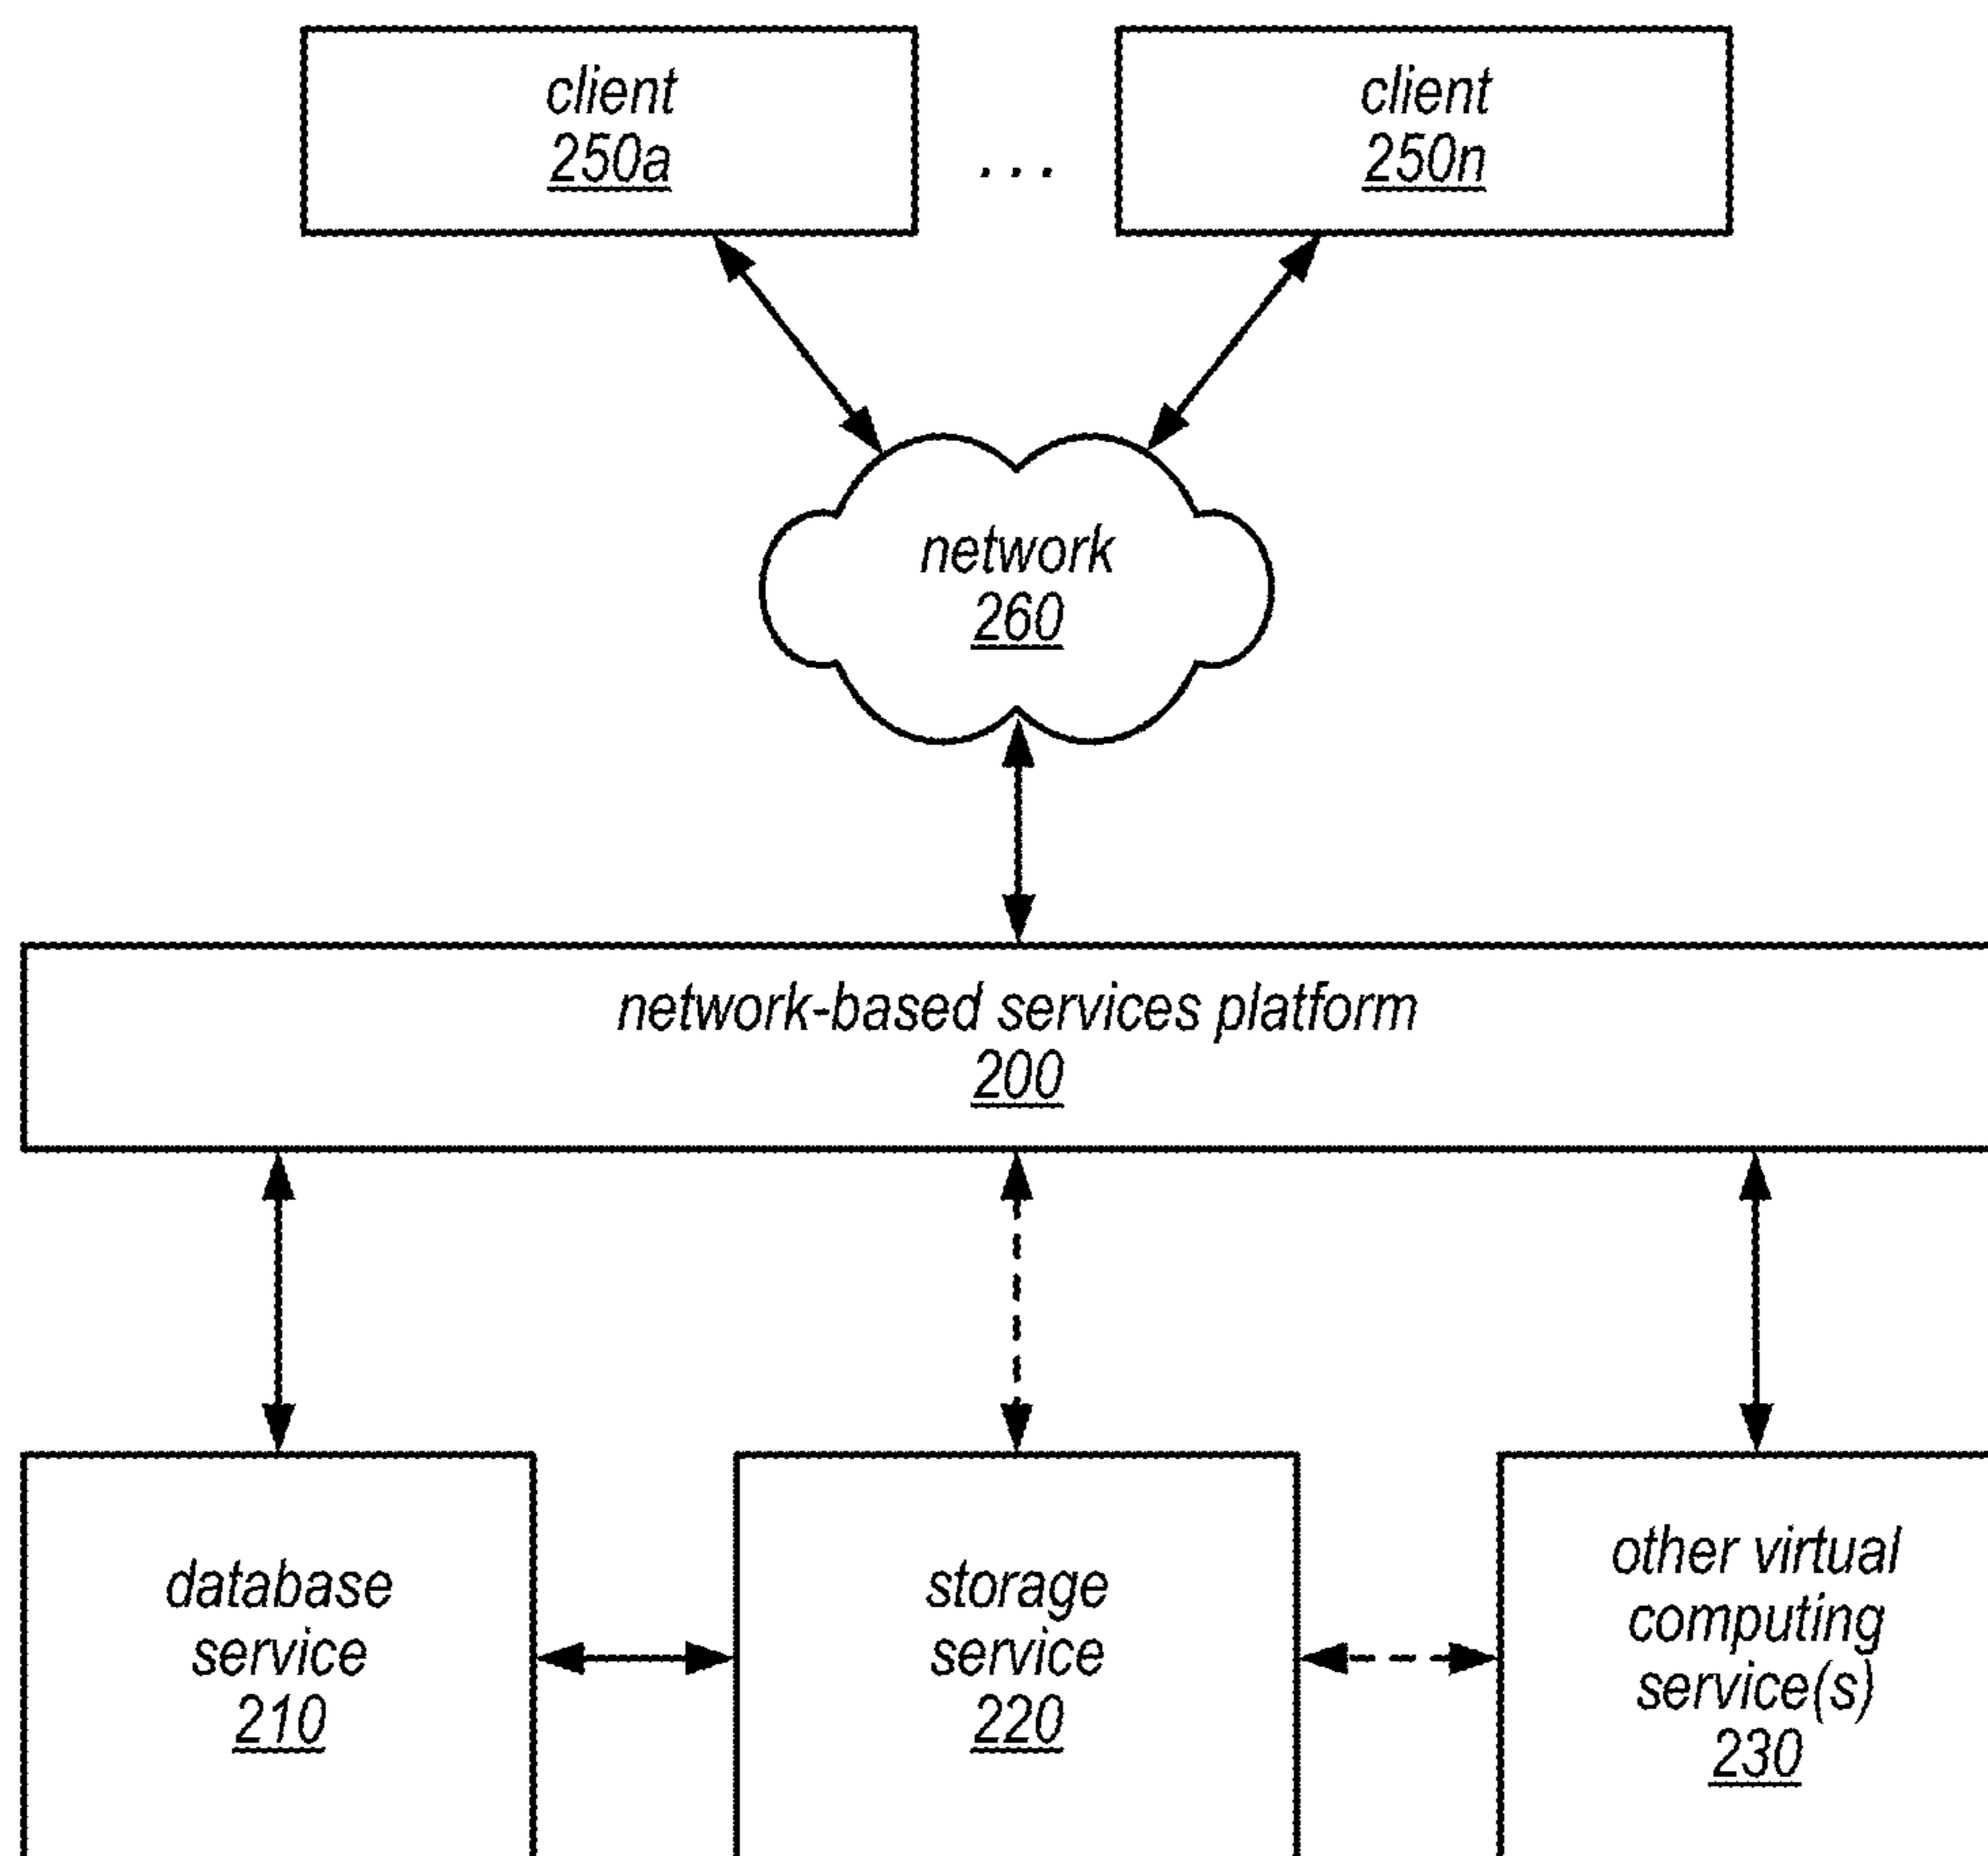 client
250a
...
client
250n
network
260
network-based services platform
200
database
service
210
storage
service
220
other virtual
computing
service(s)
230